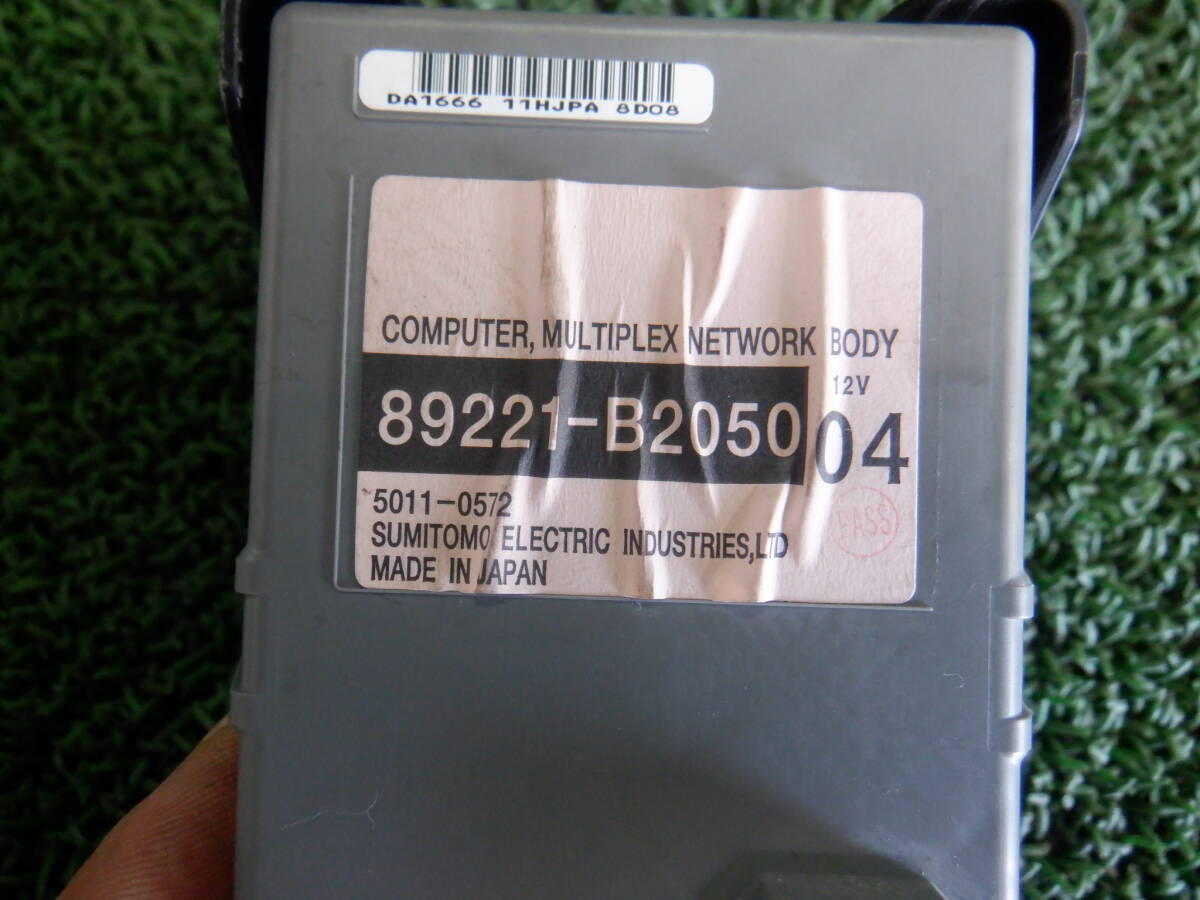 DA1666 11HJPA 8D08
COMPUTER, MULTIPLEX NETWORK BODY
12V
89221-B2050 04
5011-0572
PASS
SUMITOMO ELECTRIC INDUSTRIES,LTD
MADE IN JAPAN